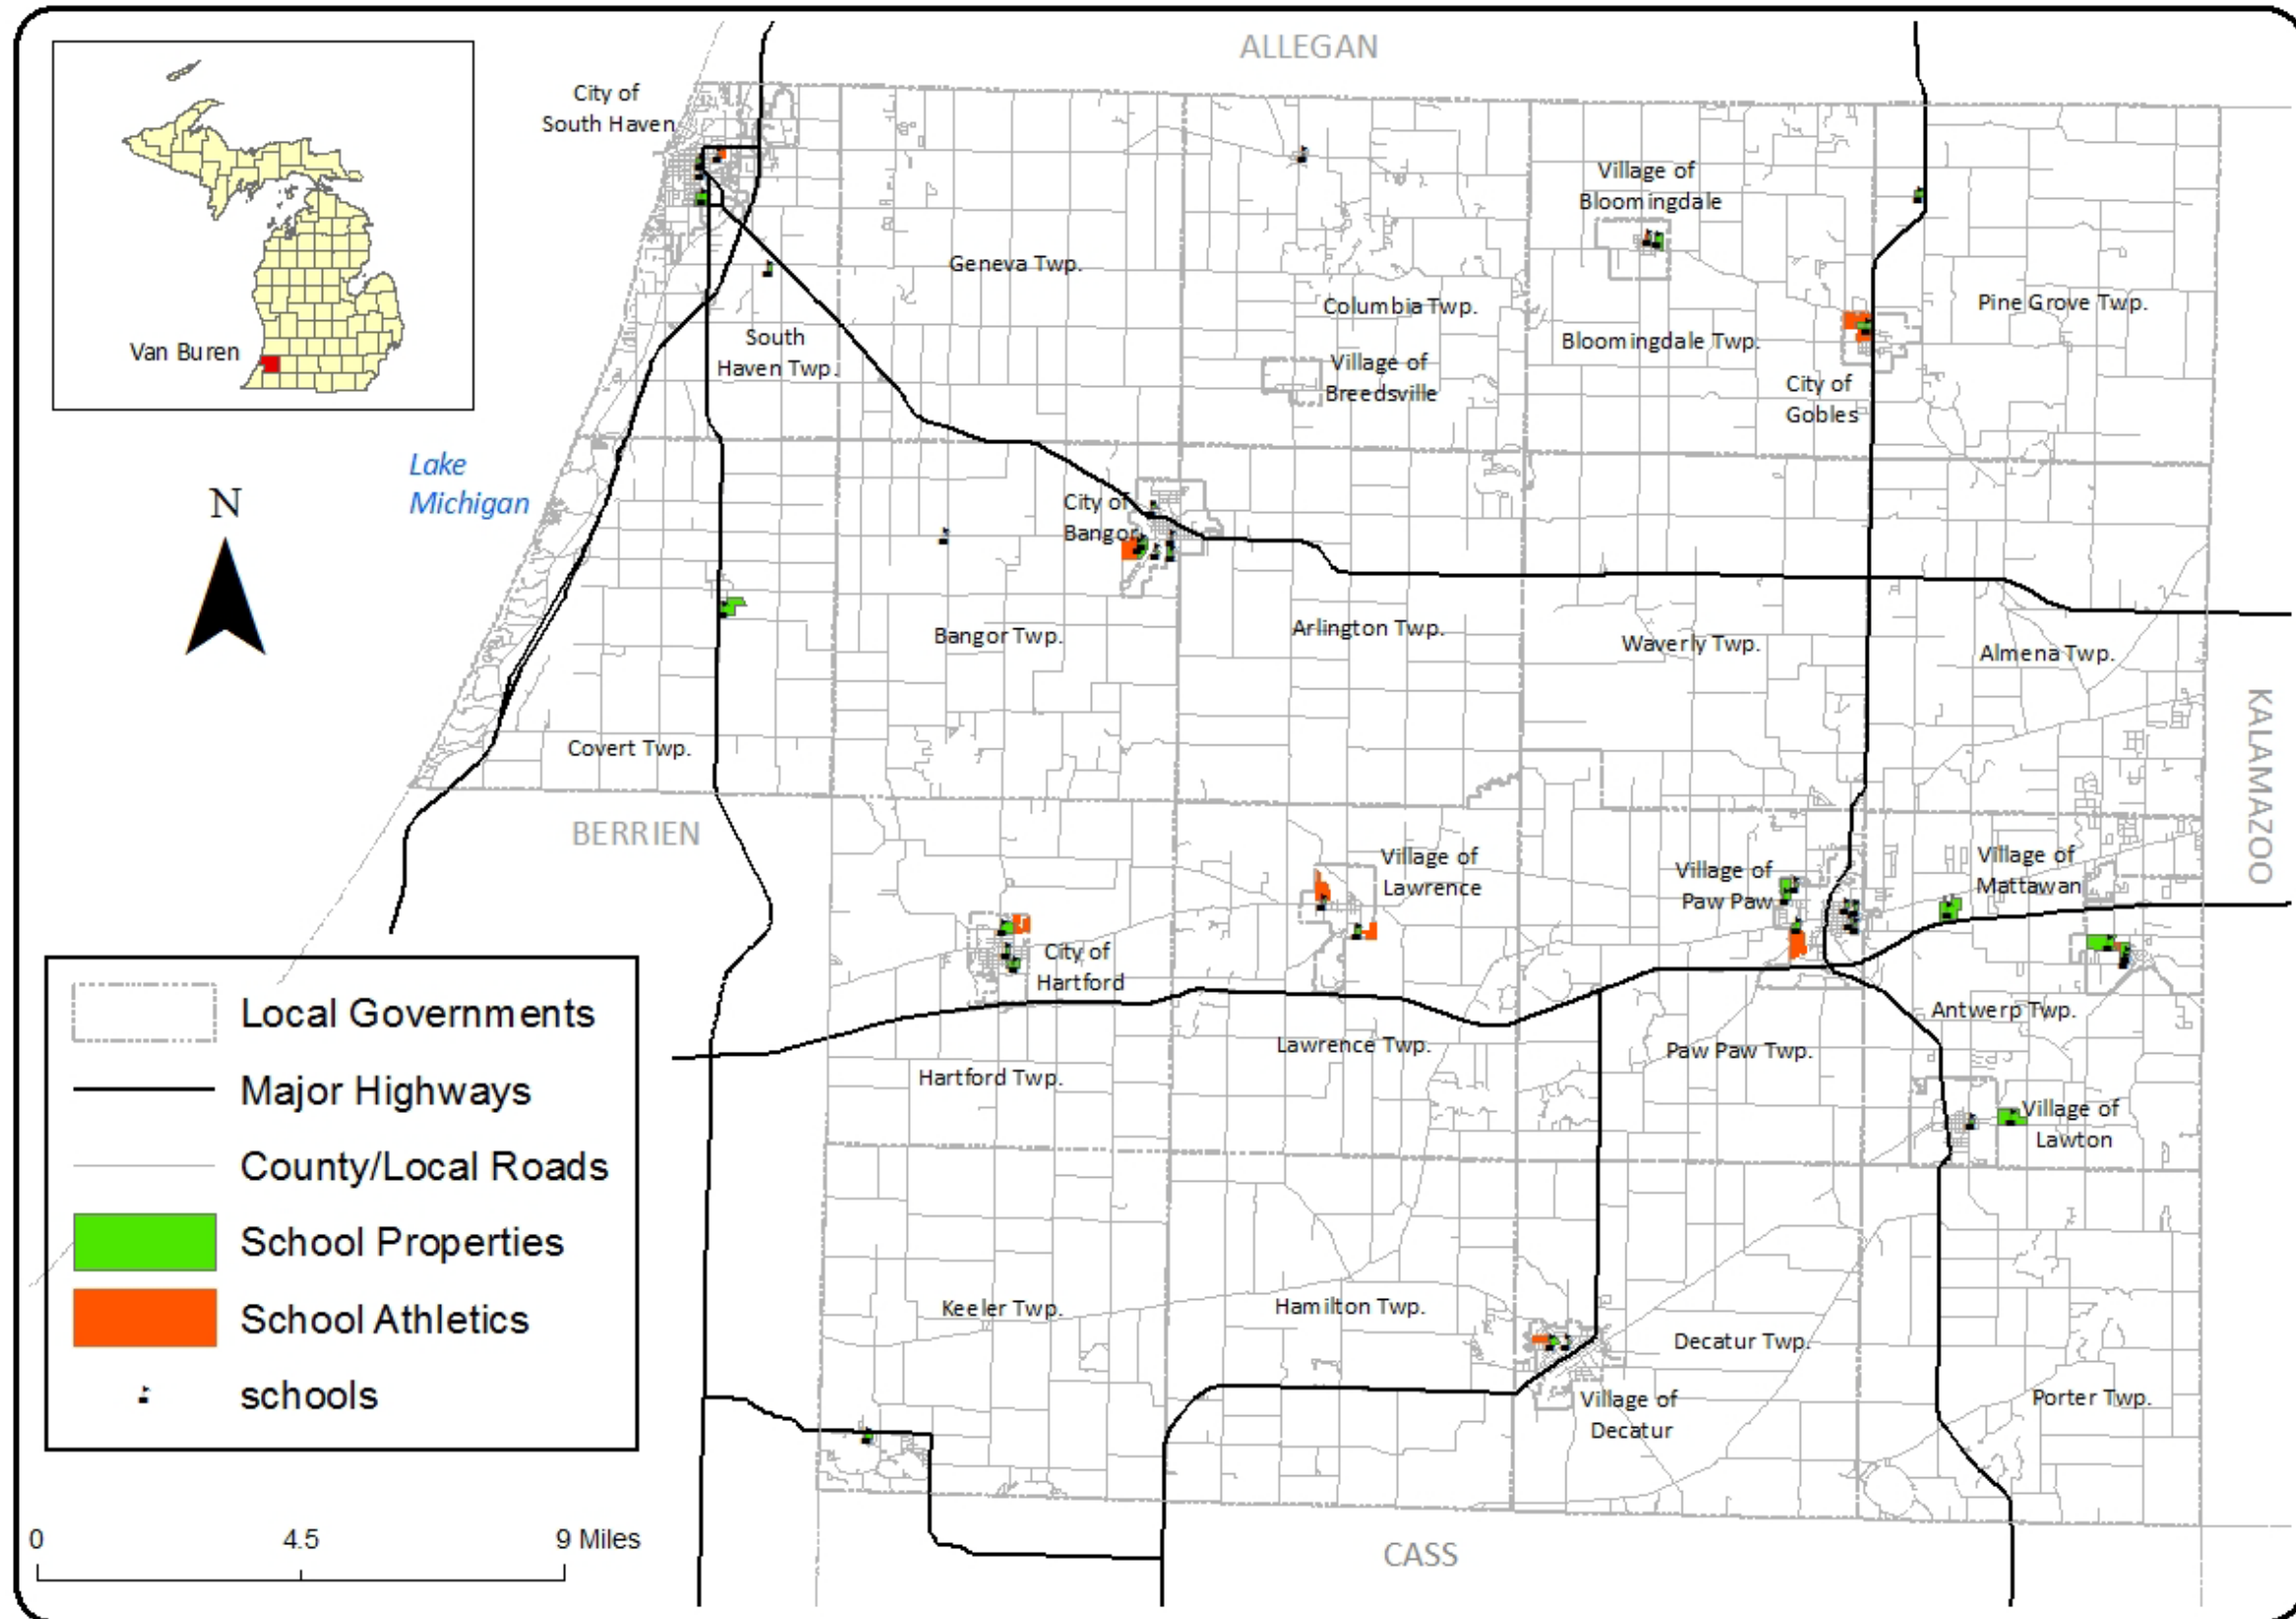 ALLEGAN
City of
South Haven
Village of
Bloomingdale
Geneva Twp.
Columbia Twp.
Pine Grove Twp.
South
Haven Twp.
Bloomingdale Twp.
Van Buren
Village of
Breedsville
City of
Gobles
Lake
Michigan
N
City of
Bangor
Bangor Twp.
Arlington Twp.
Waverly Twp.
Almena Twp.
KALAMAZOO
Covert Twp.
BERRIEN
Village of
Lawrence
Village of
Paw Paw
Village of
Mattawan
City of
Hartford
Antwerp Twp.
Lawrence Twp.
Paw Paw Twp.
Hartford Twp.
Village of
Lawton
Keeler Twp.
Hamilton Twp.
Decatur Twp.
Village of
Decatur
Porter Twp.
CASS
Local Governments
Major Highways
County/Local Roads
School Properties
School Athletics
schools
0 4.5 9 Miles